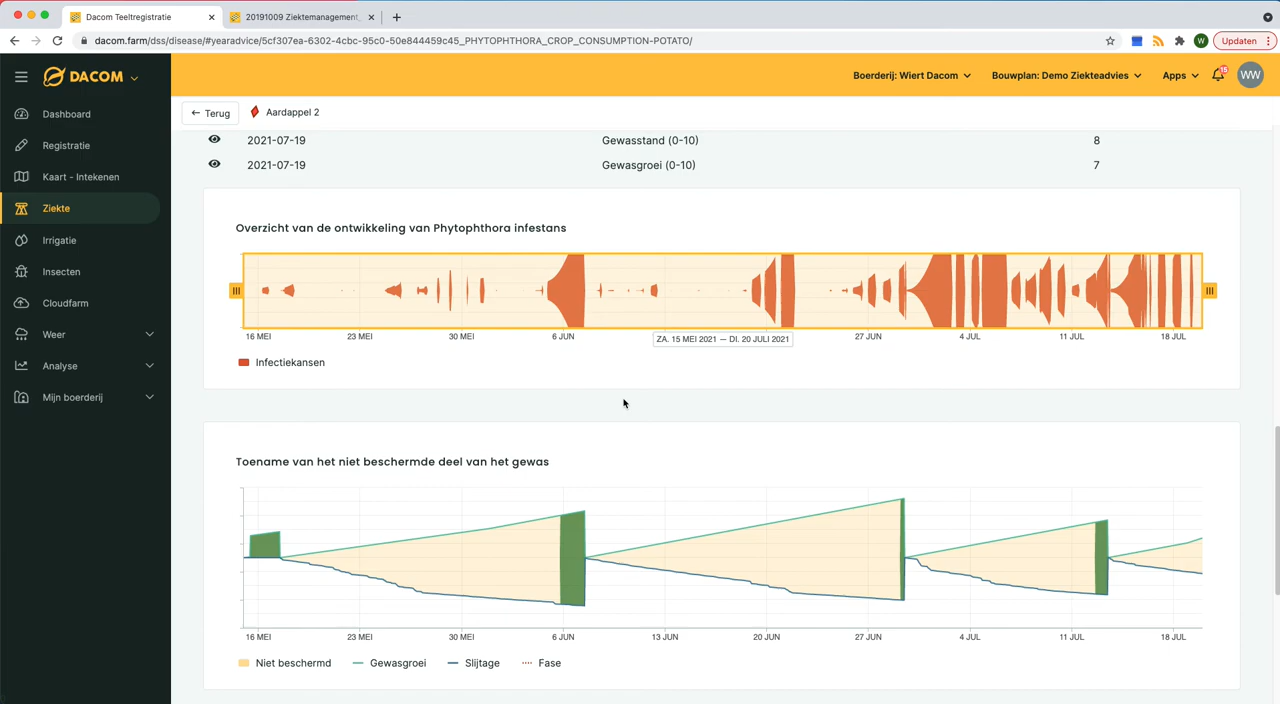 Dacom Teeltregistratie
20191009 Ziektemanagement
dacom.farm/dss/disease/#yearadvice/5cf307ea-6302-4cbc-95c0-50e844459c45_PHYTOPHTHORA_CROP_CONSUMPTION-POTATO/
W
Updaten
DACOM
Boerderij: Wiert Dacom
Bouwplan: Demo Ziekteadvies
Apps
15
WW
Terug
Aardappel 2
Dashboard
Registratie
Kaart - Intekenen
Ziekte
Irrigatie
Insecten
Cloudfarm
Weer
Analyse
Mijn boerderij
2021-07-19 Gewasstand (0-10) 8
2021-07-19 Gewasgroei (0-10) 7
Overzicht van de ontwikkeling van Phytophthora infestans
16 MEI 23 MEI 30 MEI 6 JUN 27 JUN 4 JUL 11 JUL 18 JUL
ZA. 15 MEI 2021 — DI. 20 JULI 2021
Infectiekansen
Toename van het niet beschermde deel van het gewas
16 MEI 23 MEI 30 MEI 6 JUN 13 JUN 20 JUN 27 JUN 4 JUL 11 JUL 18 JUL
Niet beschermd Gewasgroei Slijtage Fase